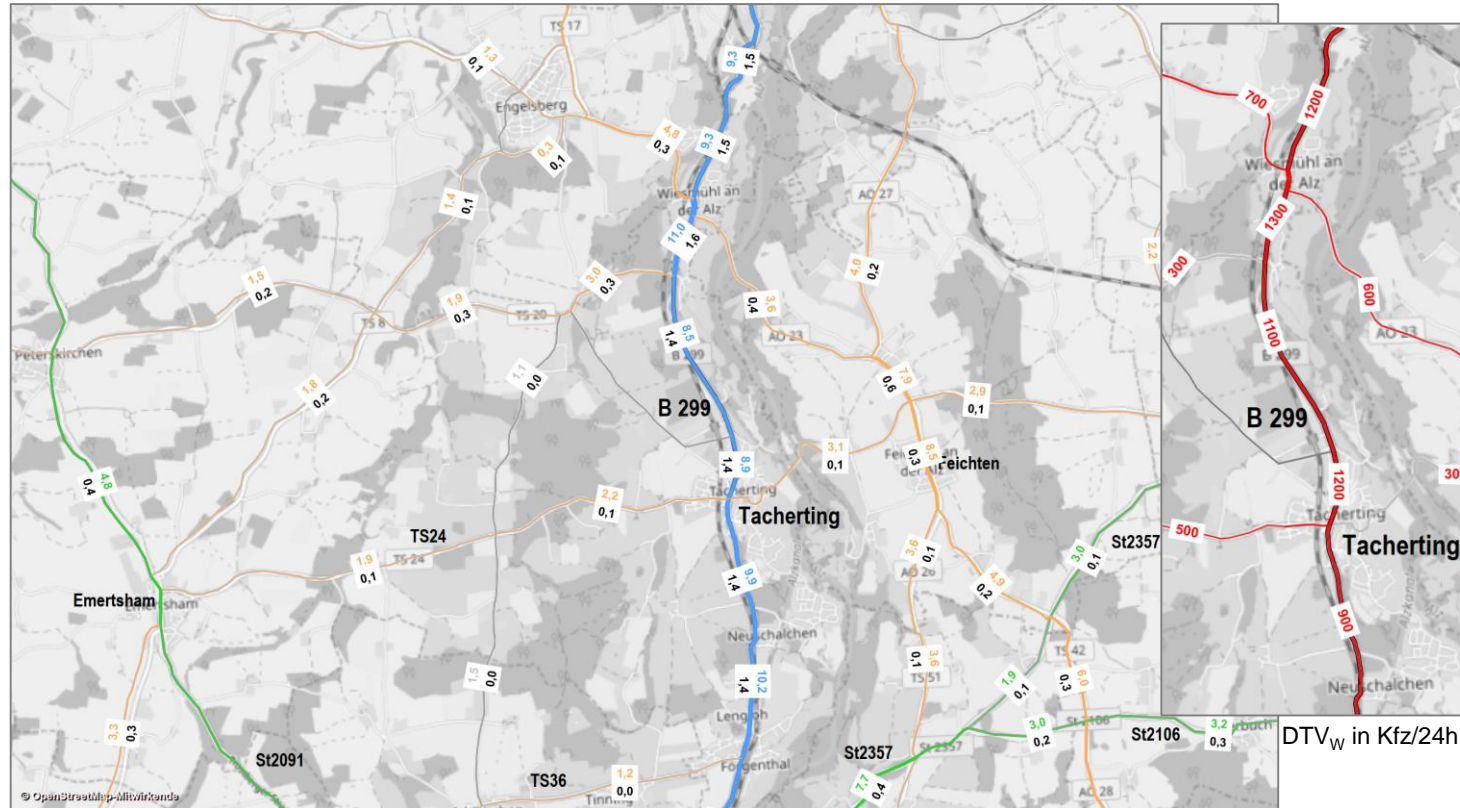 TS 17
9,3
1,5
1,3
0,1
Engelsberg
4,8
0,3
9,3
1,5
0,3
0,1
1,4
0,1
Wiesmühl an
der Alz
AÖ 27
11,0
1,6
4,0
0,2
2,2
3,0
0,3
1,5
0,2
1,9
0,3
TS 20
TS 8
3,6
0,4
AÖ 23
8,5
1,4
B 299
Peterskirchen
1,1
0,0
1,8
0,2
7,9
0,6
2,9
0,1
B 299
3,1
0,1
8,5
0,3
Feichten
8,9
1,4
4,8
0,4
2,2
0,1
Tacherting
Tacherting
TS24
TS 24
1,9
0,1
St2357
3,0
0,1
3,6
0,1
AÖ 26
9,9
1,4
4,9
0,2
Emertsham
Emertsham
Neuschalchen
Alzkanal
TS 42
3,6
0,1
TS 51
1,9
0,1
6,0
0,3
1,5
0,0
10,2
1,4
Lengloh
3,3
0,3
St2091
3,0
0,2
St 2106
St2106
3,2
0,3
St2357
St 2357
7,7
0,4
Förgenthal
TS36
1,2
0,0
Tinning
AÖ 28
© OpenStreetMap-Mitwirkende
700
1200
Wiesmühl an
der Alz
1300
300
600
1100
AÖ 23
B 299
B 299
1200
Tacherting
500
Tacherting
Alzkanal
900
Neuschalchen
DTVW in Kfz/24h